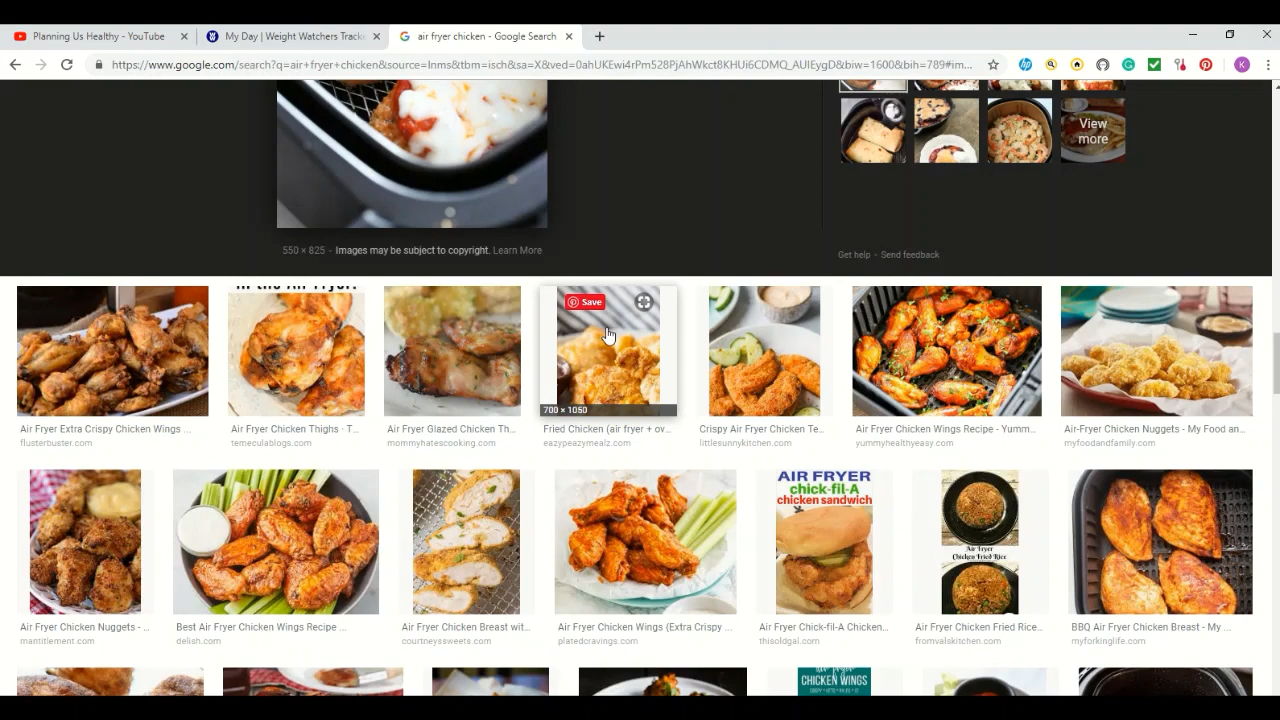 Planning Us Healthy - YouTube
My Day | Weight Watchers Track
air fryer chicken - Google Search
https://www.google.com/search?q=air+fryer+chicken&source=lnms&tbm=isch&sa=X&ved=0ahUKEwi4rPm528PjAhWkct8KHUi6CDMQ_AUIEygD&biw=1600&bih=789#im...
K
View
more
550 × 825 - Images may be subject to copyright. Learn More
Get help - Send feedback
Save
700 × 1050
Air Fryer Extra Crispy Chicken Wings ...
Air Fryer Chicken Thighs · T...
Air Fryer Glazed Chicken Th...
Fried Chicken (air fryer + ov...
Crispy Air Fryer Chicken Te...
Air Fryer Chicken Wings Recipe - Yumm...
Air-Fryer Chicken Nuggets - My Food an...
flusterbuster.com
temeculablogs.com
mommyhatescooking.com
eazypeazymealz.com
littlesunnykitchen.com
yummyhealthyeasy.com
myfoodandfamily.com
AIR FRYER
chick-fil-A
chicken sandwich
Air Fryer
Chicken Fried Rice
Air Fryer Chicken Nuggets - ...
Best Air Fryer Chicken Wings Recipe ...
Air Fryer Chicken Breast wit...
Air Fryer Chicken Wings (Extra Crispy ...
Air Fryer Chick-fil-A Chicken...
Air Fryer Chicken Fried Rice...
BBQ Air Fryer Chicken Breast - My ...
mantitlement.com
delish.com
courtneyssweets.com
platedcravings.com
thisoldgal.com
fromvalskitchen.com
myforkinglife.com
CHICKEN WINGS